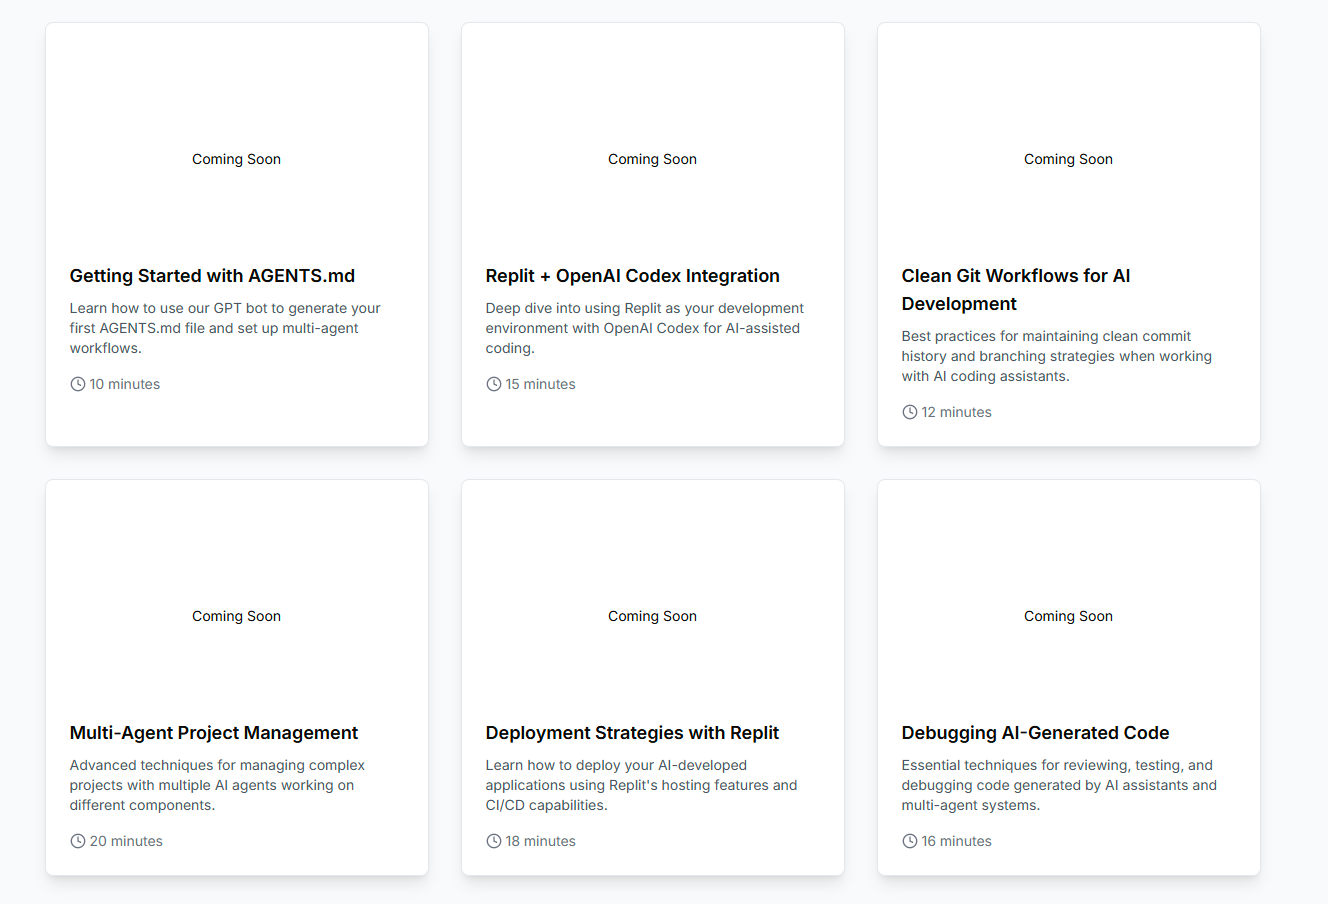 Coming Soon
Getting Started with AGENTS.md
Learn how to use our GPT bot to generate your
first AGENTS.md file and set up multi-agent
workflows.
10 minutes
Coming Soon
Replit + OpenAI Codex Integration
Deep dive into using Replit as your development
environment with OpenAI Codex for AI-assisted
coding.
15 minutes
Coming Soon
Clean Git Workflows for AI
Development
Best practices for maintaining clean commit
history and branching strategies when working
with AI coding assistants.
12 minutes
Coming Soon
Multi-Agent Project Management
Advanced techniques for managing complex
projects with multiple AI agents working on
different components.
20 minutes
Coming Soon
Deployment Strategies with Replit
Learn how to deploy your AI-developed
applications using Replit's hosting features and
CI/CD capabilities.
18 minutes
Coming Soon
Debugging AI-Generated Code
Essential techniques for reviewing, testing, and
debugging code generated by AI assistants and
multi-agent systems.
16 minutes